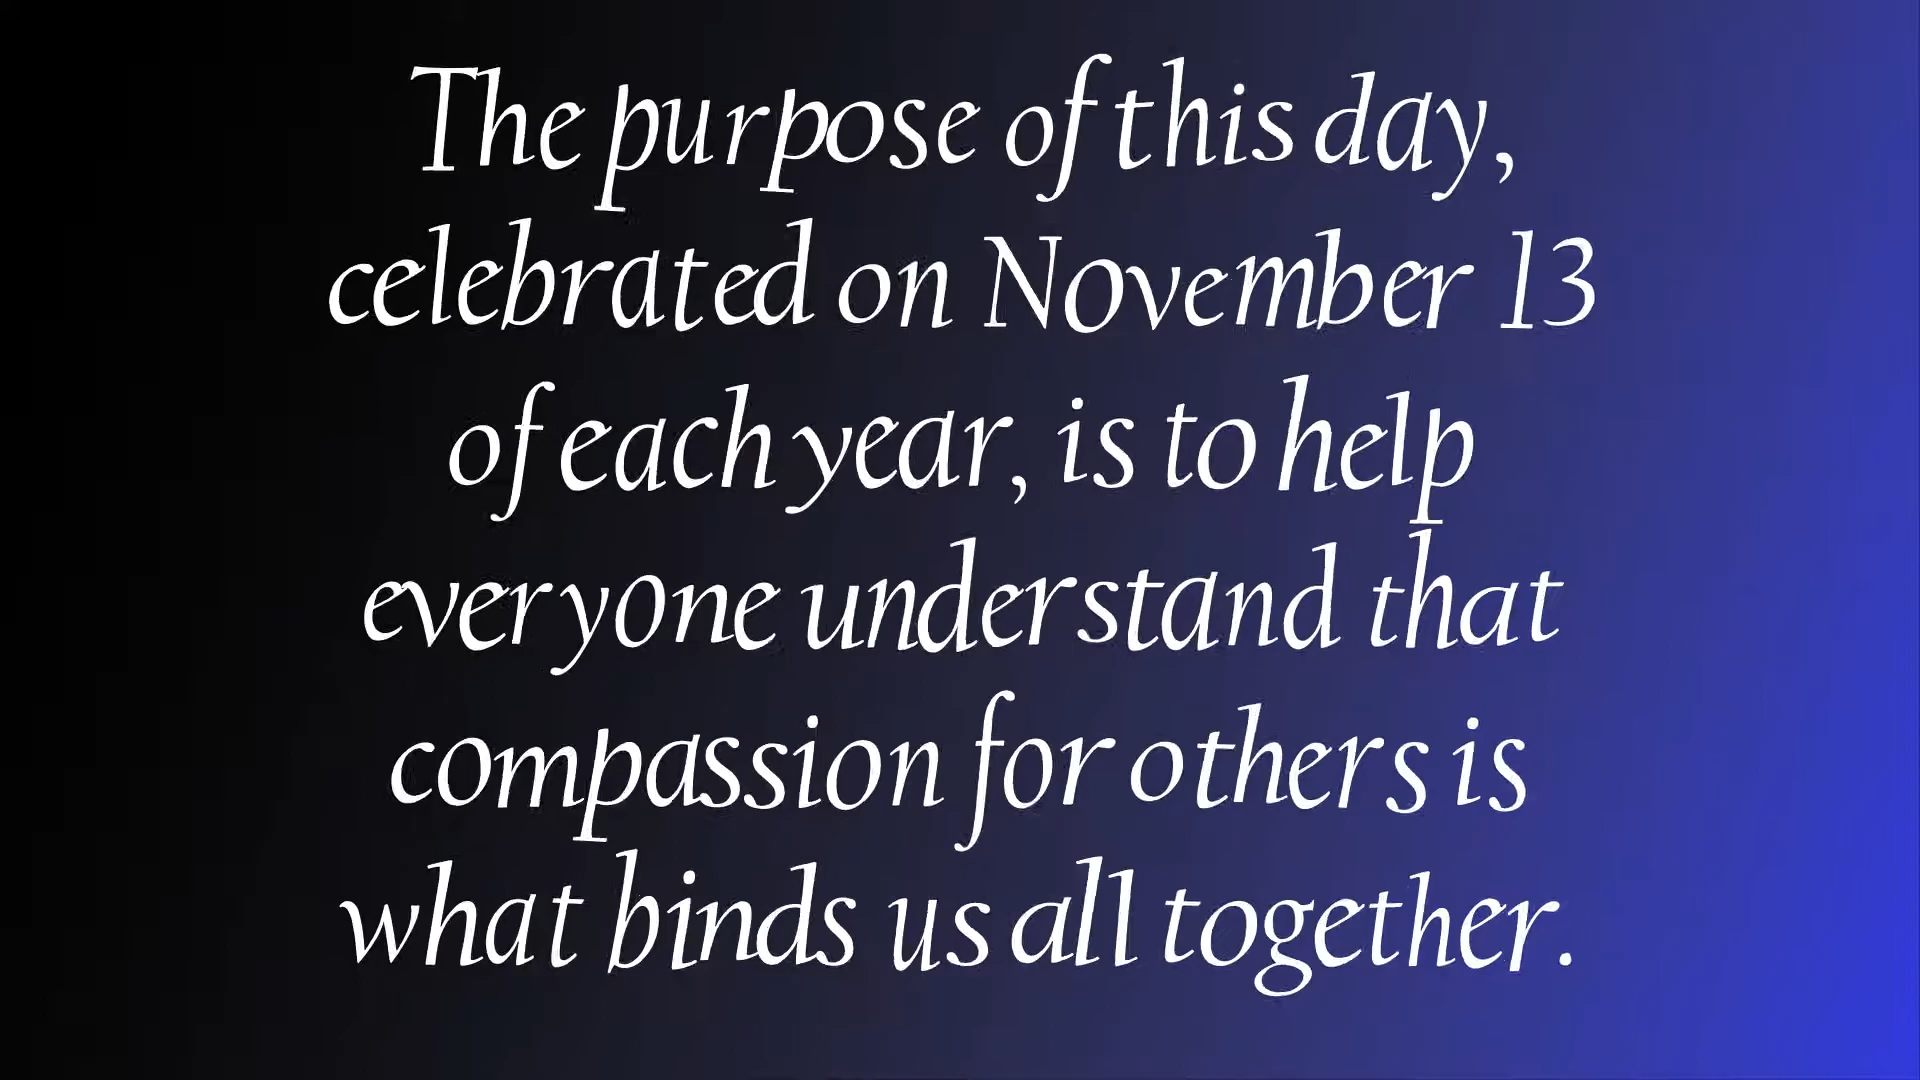 The purpose of this day,
celebrated on November 13
of each year, is to help
everyone understand that
compassion for others is
what binds us all together.